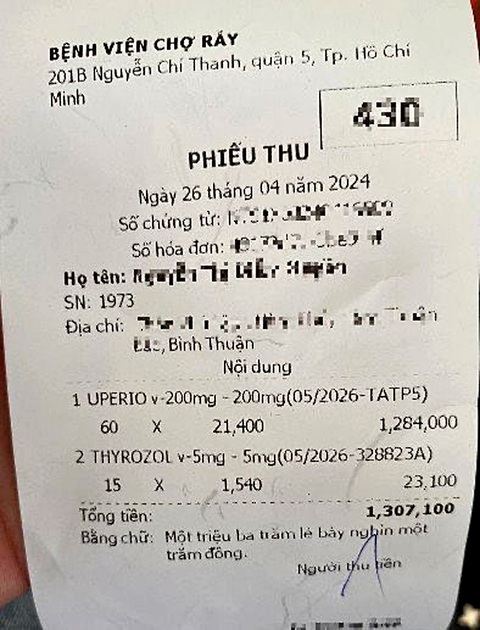 BỆNH VIỆN CHỢ RẪY
201B Nguyễn Chí Thanh, quận 5, Tp. Hồ Chí
Minh
430
PHIẾU THU
Ngày 26 tháng 04 năm 2024
Số chứng từ:
Số hóa đơn:
Họ tên:
SN: 1973
Địa chỉ:
Bình Thuận
Nội dung
1 UPERIO v-200mg - 200mg(05/2026-TATP5)
60 X 21,400 1,284,000
2 THYROZOL v-5mg - 5mg(05/2026-328823A)
15 X 1,540 23,100
Tổng tiền: 1,307,100
Bằng chữ: Một triệu ba trăm lẻ bảy nghìn một
trăm đồng.
Người thu tiền